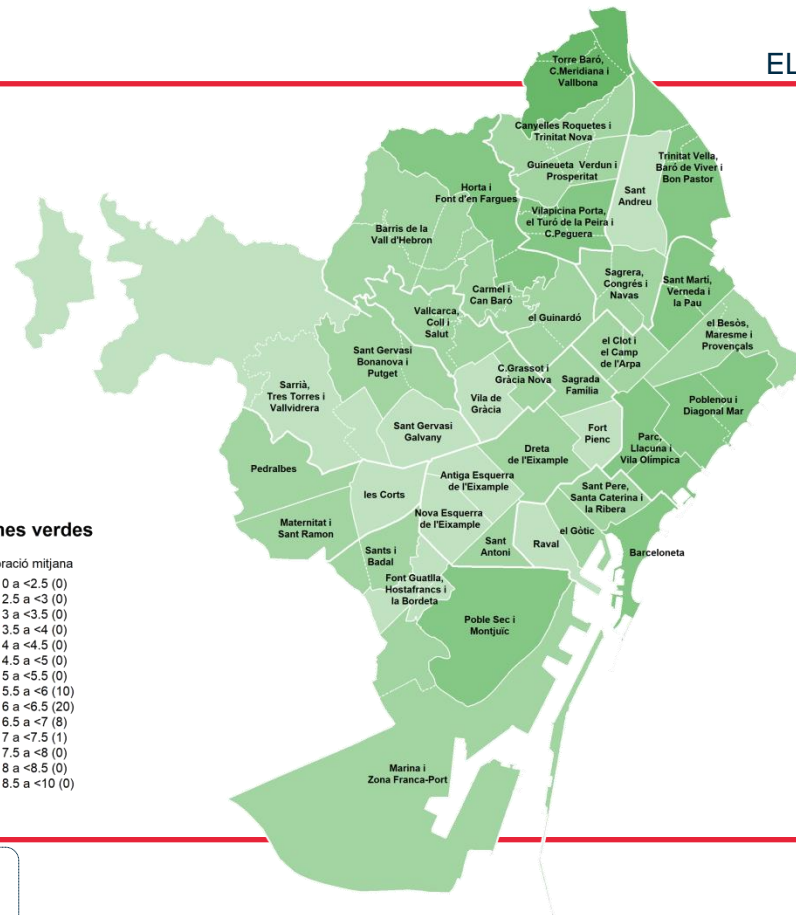 EL
Torre Baró,
C.Meridiana i
Vallbona
Canyelles Roquetes i
Trinitat Nova
Guineueta Verdun i
Prosperitat
Trinitat Vella,
Baró de Viver i
Bon Pastor
Sant
Andreu
Horta i
Font d'en Fargues
Vilapicina Porta,
el Turó de la Peira i
C.Peguera
Barris de la
Vall d'Hebron
Sagrera,
Congrés i
Navas
Sant Martí,
Verneda i
la Pau
Carmel i
Can Baró
Vallcarca,
Coll i
Salut
el Guinardó
el Besòs,
Maresme i
Provençals
el Clot i
el Camp
de l'Arpa
Sant Gervasi
Bonanova i
Putget
C.Grassot i
Gràcia Nova
Sagrada
Familia
Sarrià,
Tres Torres i
Vallvidrera
Vila de
Gràcia
Poblenou i
Diagonal Mar
Sant Gervasi
Galvany
Fort
Pienc
Parc,
Llacuna i
Vila Olímpica
Dreta
de l'Eixample
Pedralbes
Antiga Esquerra
de l'Eixample
les Corts
Sant Pere,
Santa Caterina i
la Ribera
Nova Esquerra
de l'Eixample
Maternitat i
Sant Ramon
el Gòtic
Sant
Antoni
Raval
Barceloneta
Sants i
Badal
Font Guatlla,
Hostafrancs i
la Bordeta
Poble Sec i
Montjuïc
Marina i
Zona Franca-Port
nes verdes
oració mitjana
0 a <2.5 (0)
2.5 a <3 (0)
3 a <3.5 (0)
3.5 a <4 (0)
4 a <4.5 (0)
4.5 a <5 (0)
5 a <5.5 (0)
5.5 a <6 (10)
6 a <6.5 (20)
6.5 a <7 (8)
7 a <7.5 (1)
7.5 a <8 (0)
8 a <8.5 (0)
8.5 a <10 (0)